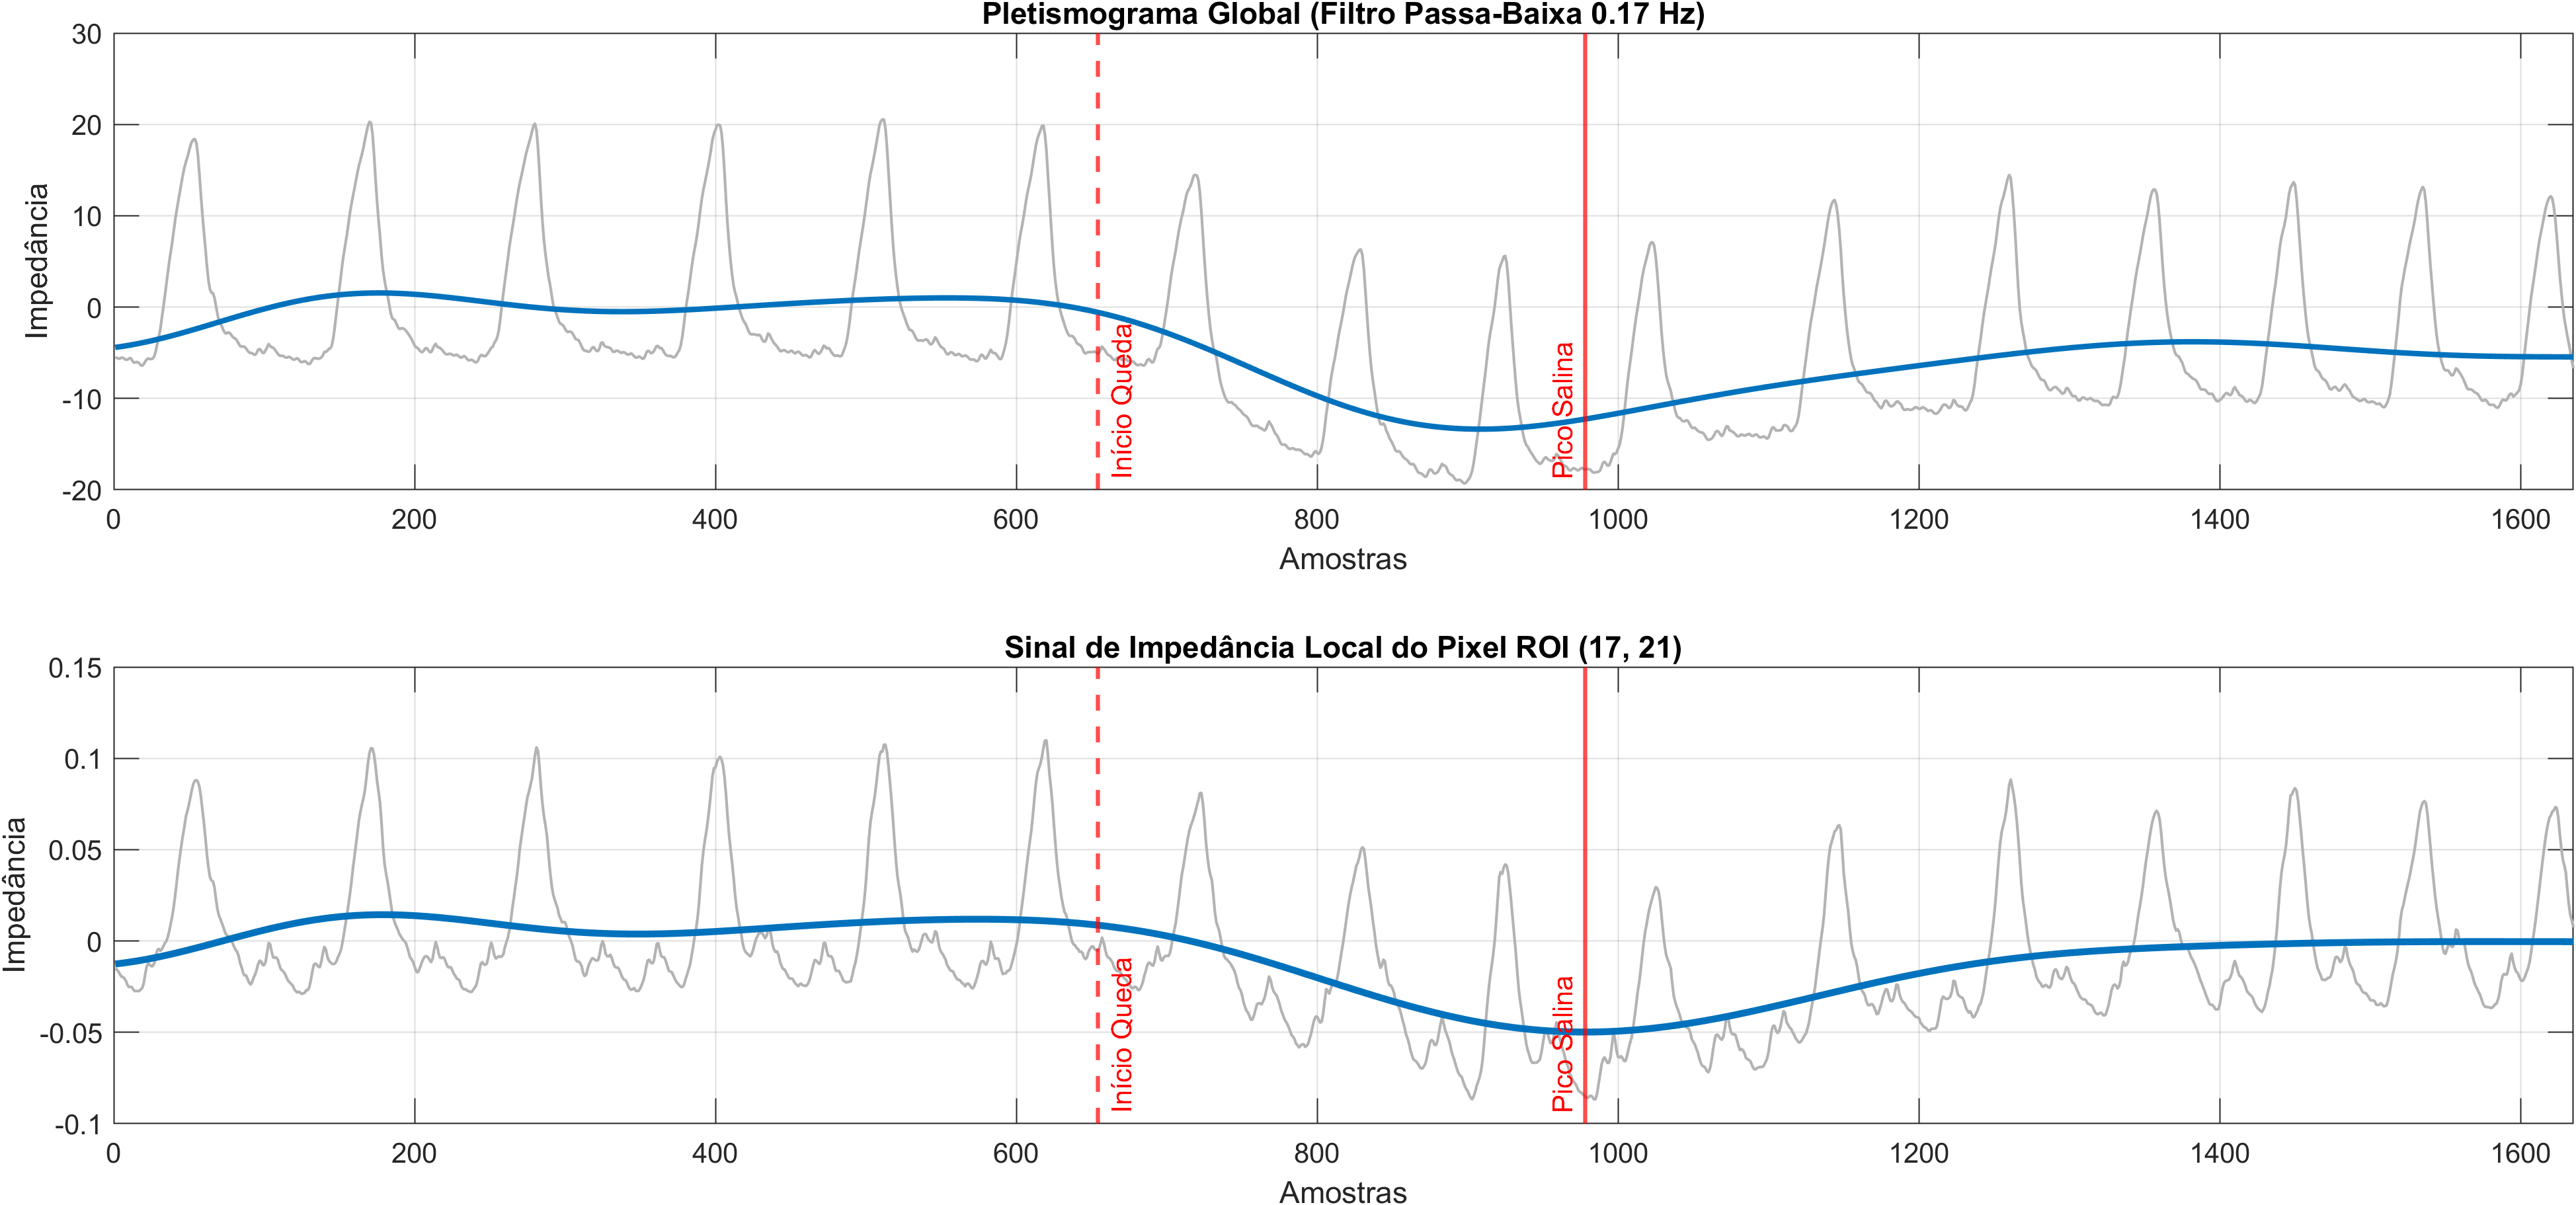 Pletismograma Global (Filtro Passa-Baixa 0.17 Hz)
30
20
10
0
-10
-20
Impedância
Início Queda
Pico Salina
0 200 400 600 800 1000 1200 1400 1600
Amostras
Sinal de Impedância Local do Pixel ROI (17, 21)
0.15
0.1
0.05
0
-0.05
-0.1
Impedância
Início Queda
Pico Salina
0 200 400 600 800 1000 1200 1400 1600
Amostras